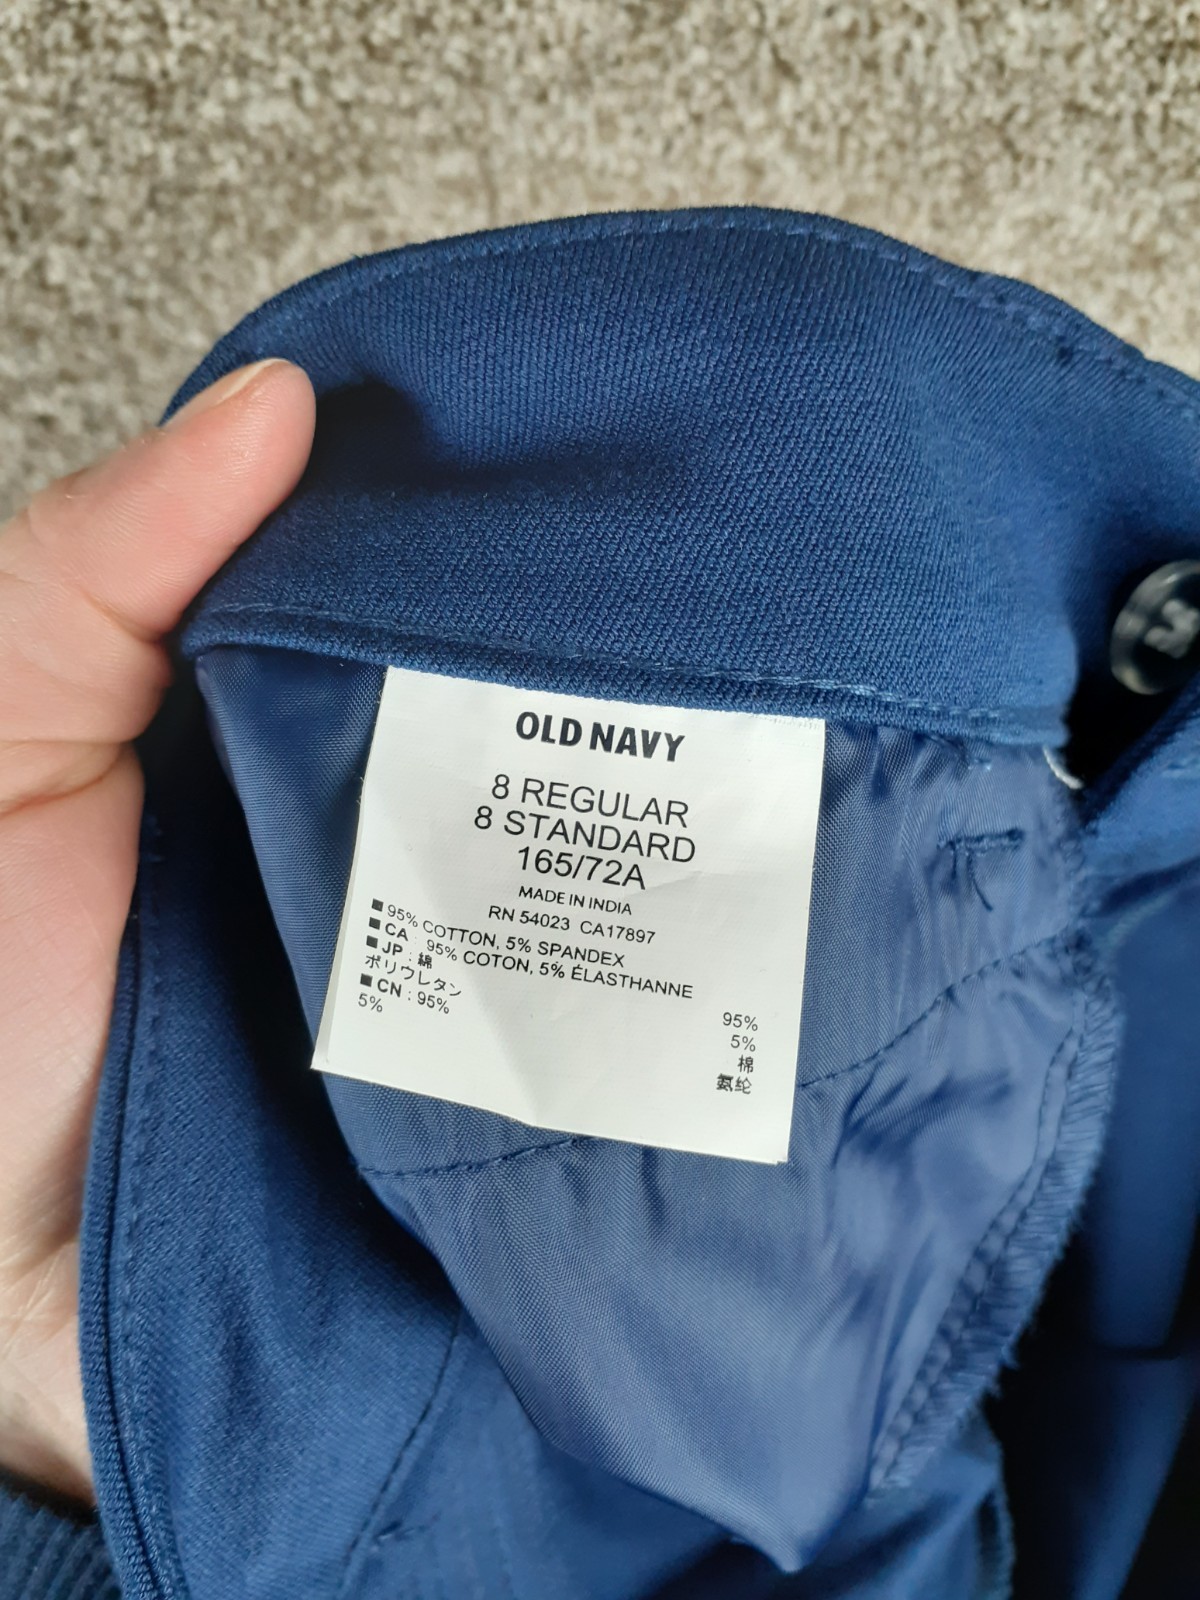 OLD NAVY
8 REGULAR
8 STANDARD
165/72A
MADE IN INDIA
RN 54023 CA17897
■ 95% COTTON, 5% SPANDEX
■ CA : 95% COTON, 5% ÉLASTHANNE
■ JP : 綿 95%
ポリウレタン 5%
■ CN : 95% 棉
5% 氨纶